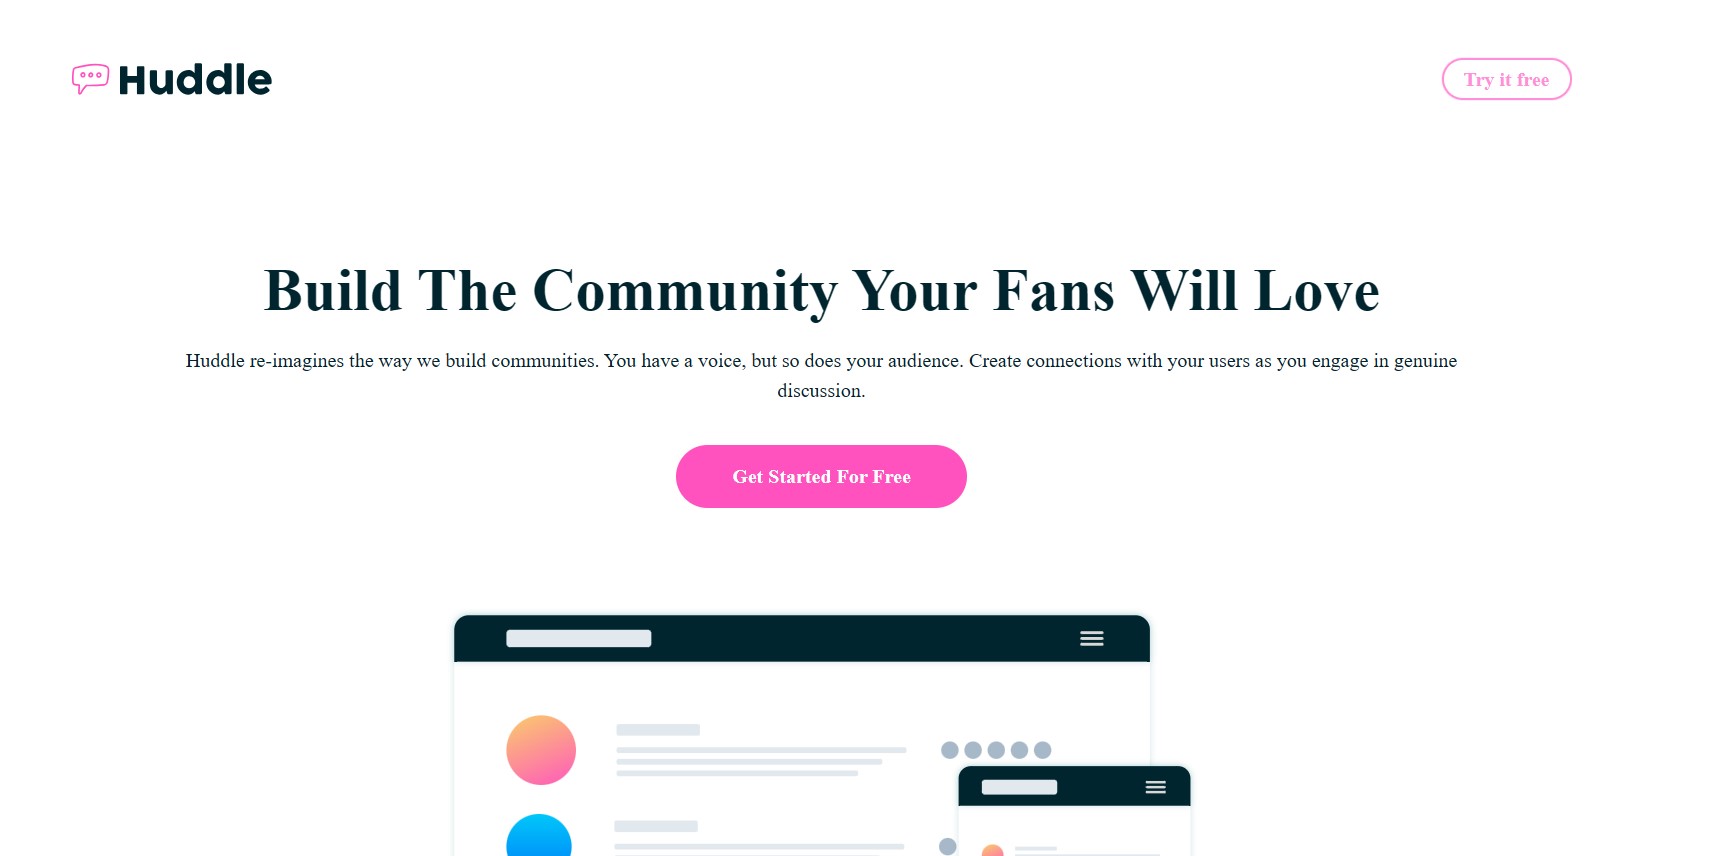 Huddle
Try it free
Build The Community Your Fans Will Love
Huddle re-imagines the way we build communities. You have a voice, but so does your audience. Create connections with your users as you engage in genuine
discussion.
Get Started For Free